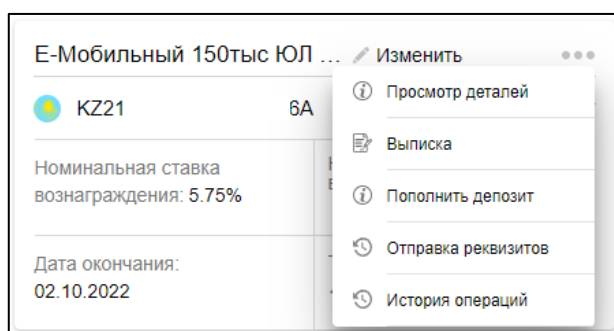 Е-Мобильный 150тыс ЮЛ ... Изменить
KZ21 6А
Просмотр деталей
Выписка
Номинальная ставка
вознаграждения: 5.75%
Пополнить депозит
Отправка реквизитов
Дата окончания:
02.10.2022
История операций